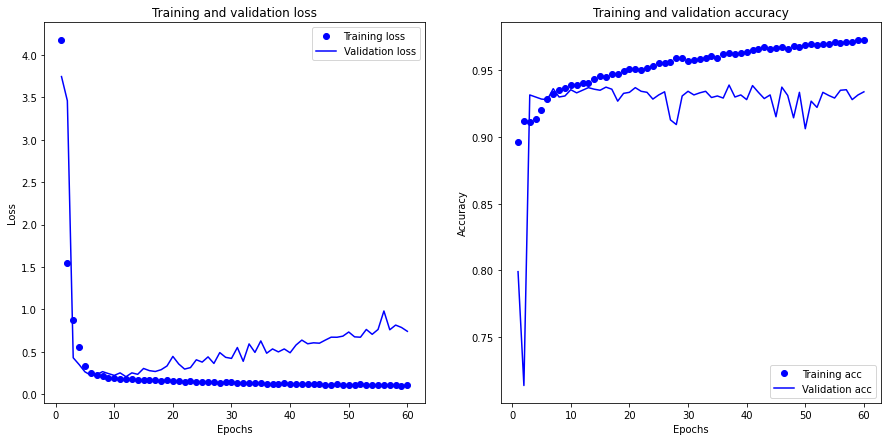 Training and validation loss
Training loss
Validation loss
4.0
3.5
3.0
2.5
2.0
1.5
1.0
0.5
0.0
Loss
0
10
20
30
40
50
60
Epochs
Training and validation accuracy
0.95
0.90
0.85
0.80
0.75
Accuracy
Training acc
Validation acc
0
10
20
30
40
50
60
Epochs